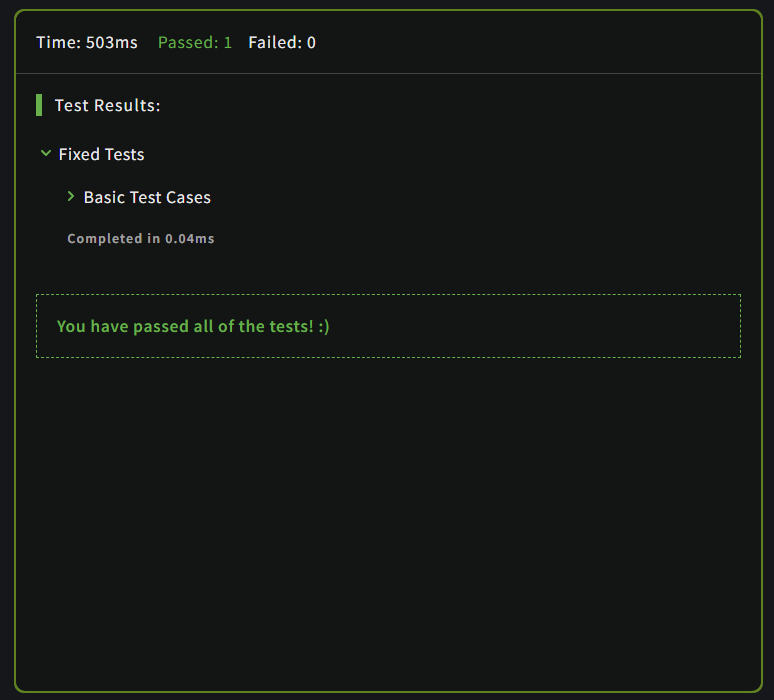 Time: 503ms Passed: 1 Failed: 0
Test Results:
Fixed Tests
Basic Test Cases
Completed in 0.04ms
You have passed all of the tests! :)